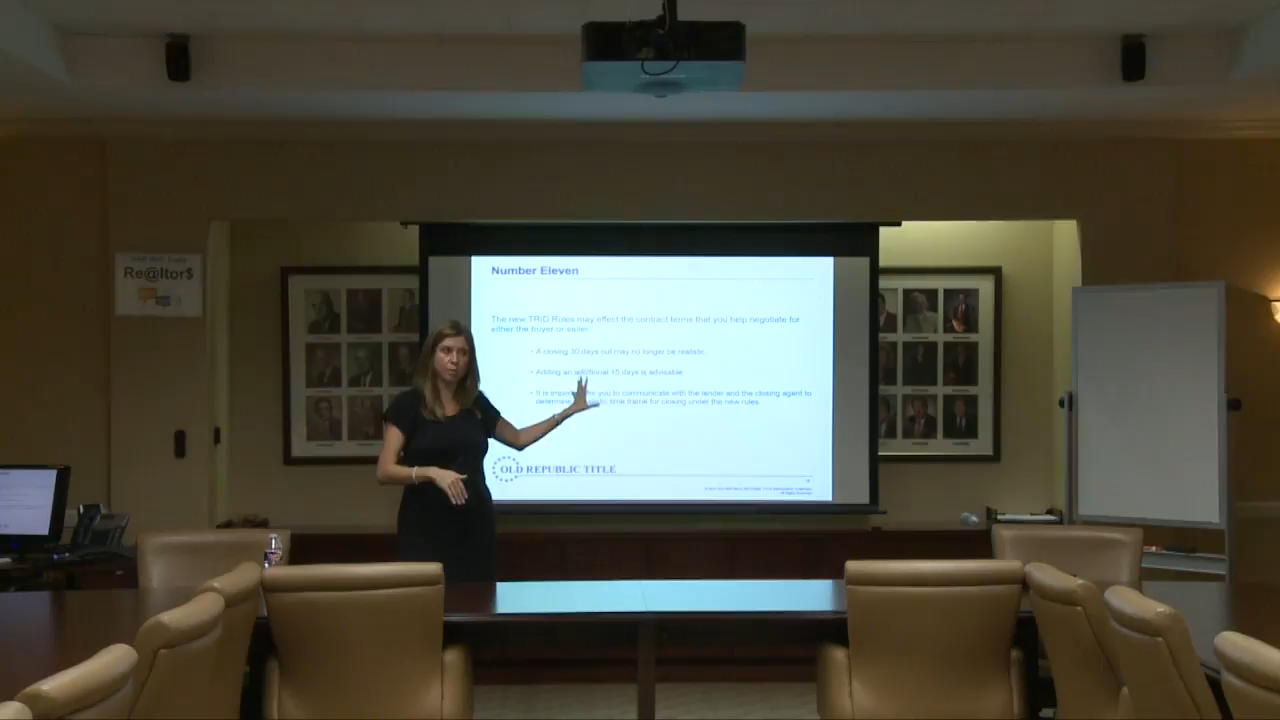 Re@ltor$
Number Eleven
The new TRID Rules may effect the contract terms that you help negotiate for
either the buyer or seller.
• A closing 30 days out may no longer be realistic.
• Adding an additional 15 days is advisable.
• It is for you to communicate with the lender and the closing agent to
time frame for closing under the new rules.
OLD REPUBLIC TITLE